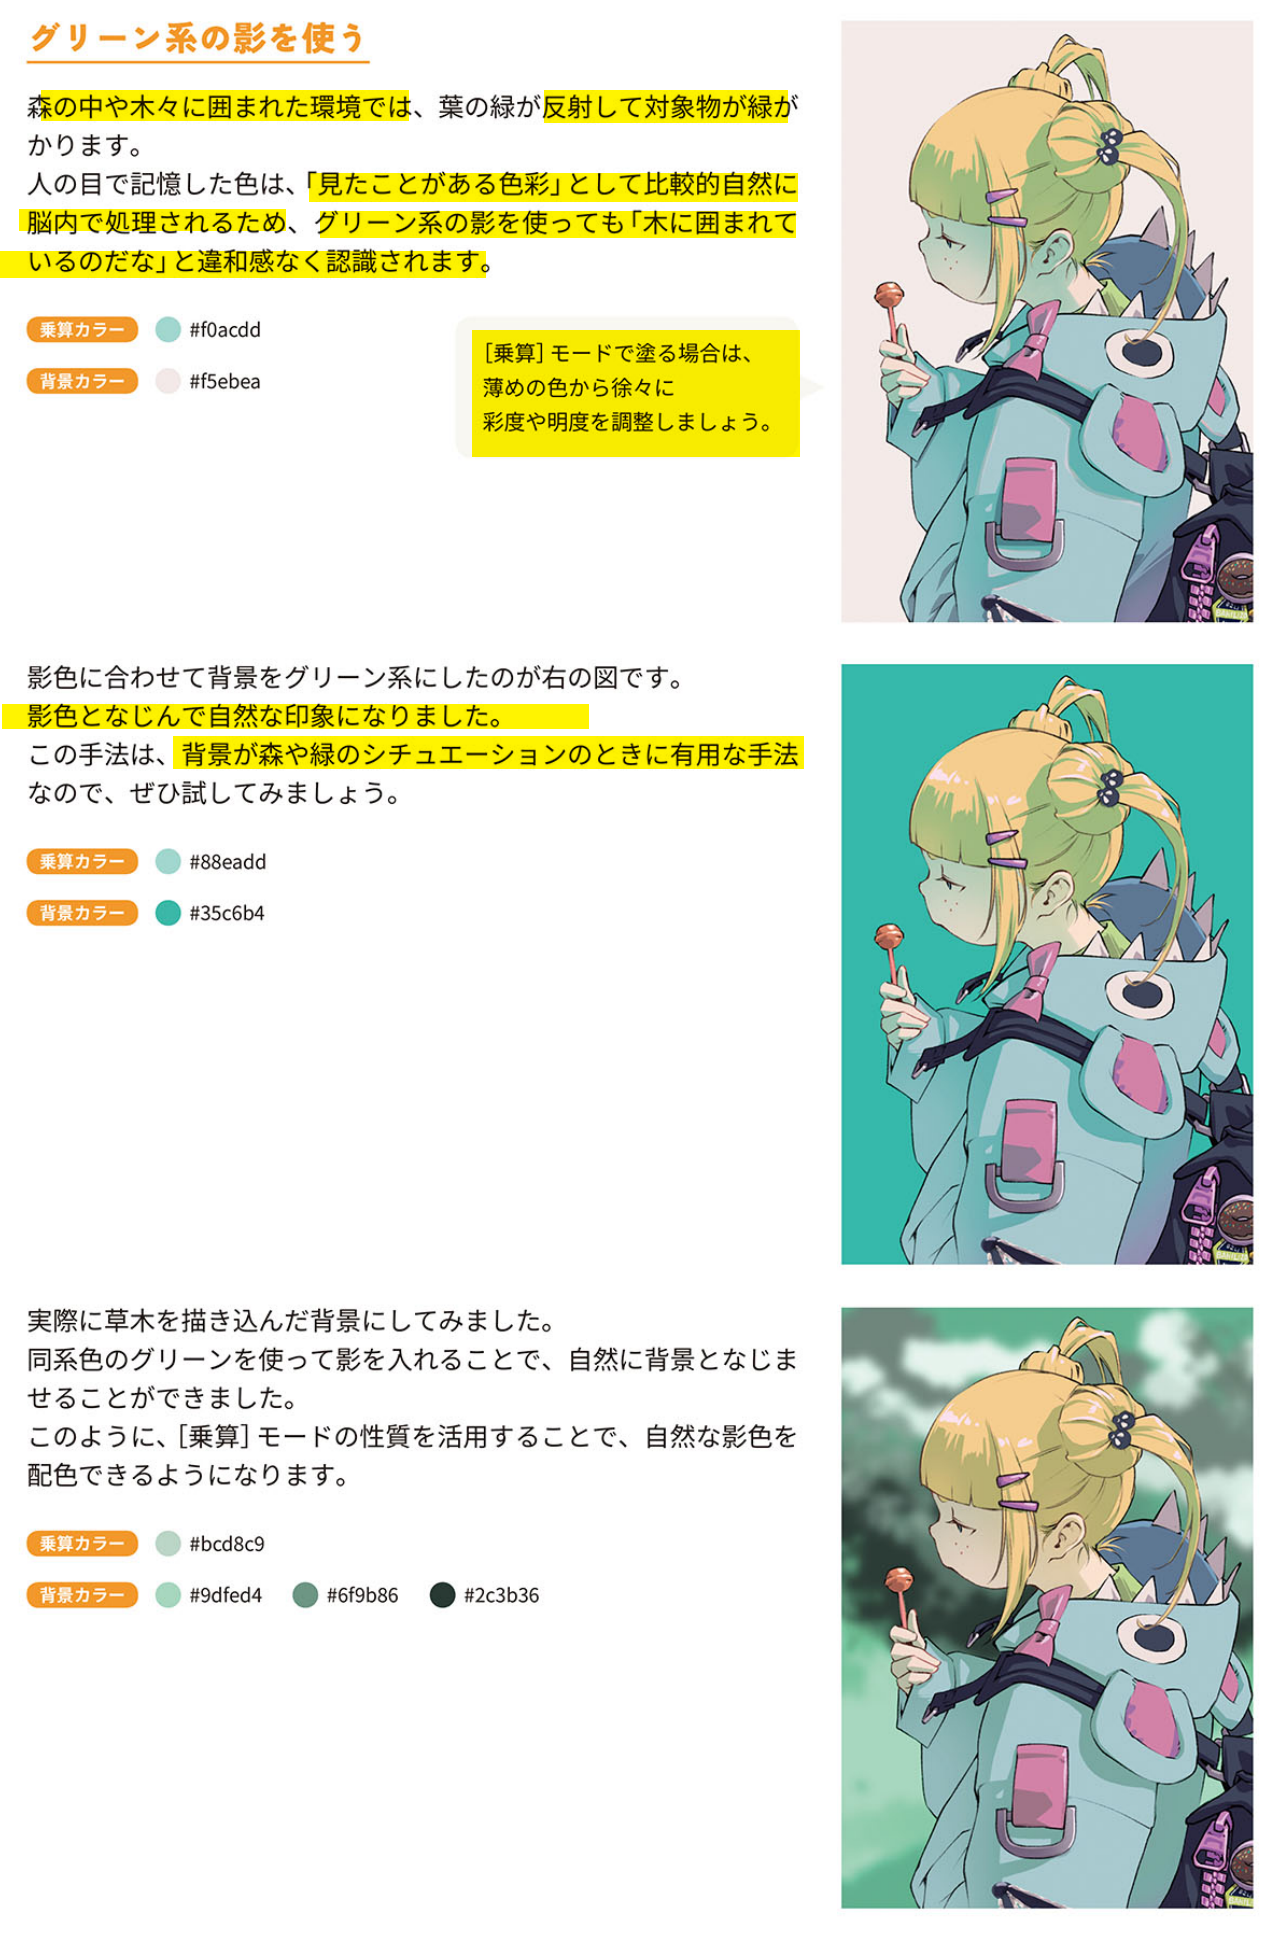 グリーン系の影を使う
森の中や木々に囲まれた環境では、葉の緑が反射して対象物が緑が
かります。
人の目で記憶した色は、「見たことがある色彩」として比較的自然に
脳内で処理されるため、グリーン系の影を使っても「木に囲まれて
いるのだな」と違和感なく認識されます。
乗算カラー #f0acdd
背景カラー #f5ebea
［乗算］モードで塗る場合は、
薄めの色から徐々に
彩度や明度を調整しましょう。
影色に合わせて背景をグリーン系にしたのが右の図です。
影色となじんで自然な印象になりました。
この手法は、背景が森や緑のシチュエーションのときに有用な手法
なので、ぜひ試してみましょう。
乗算カラー #88eadd
背景カラー #35c6b4
実際に草木を描き込んだ背景にしてみました。
同系色のグリーンを使って影を入れることで、自然に背景となじま
せることができました。
このように、［乗算］モードの性質を活用することで、自然な影色を
配色できるようになります。
乗算カラー #bcd8c9
背景カラー #9dfed4 #6f9b86 #2c3b36